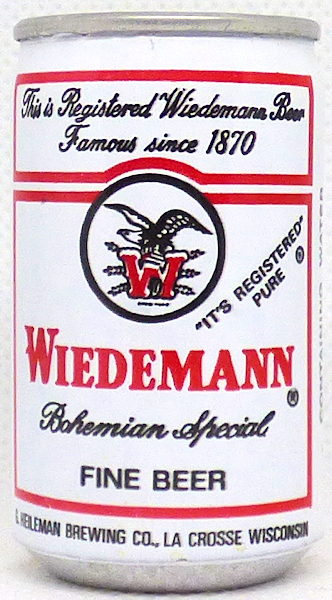 This is Registered Wiedemann Beer
Famous since 1870
W
"IT'S REGISTERED"
PURE ®
WIEDEMANN ®
Bohemian Special
FINE BEER
G. HEILEMAN BREWING CO., LA CROSSE WISCONSIN
CONTAINING WATER